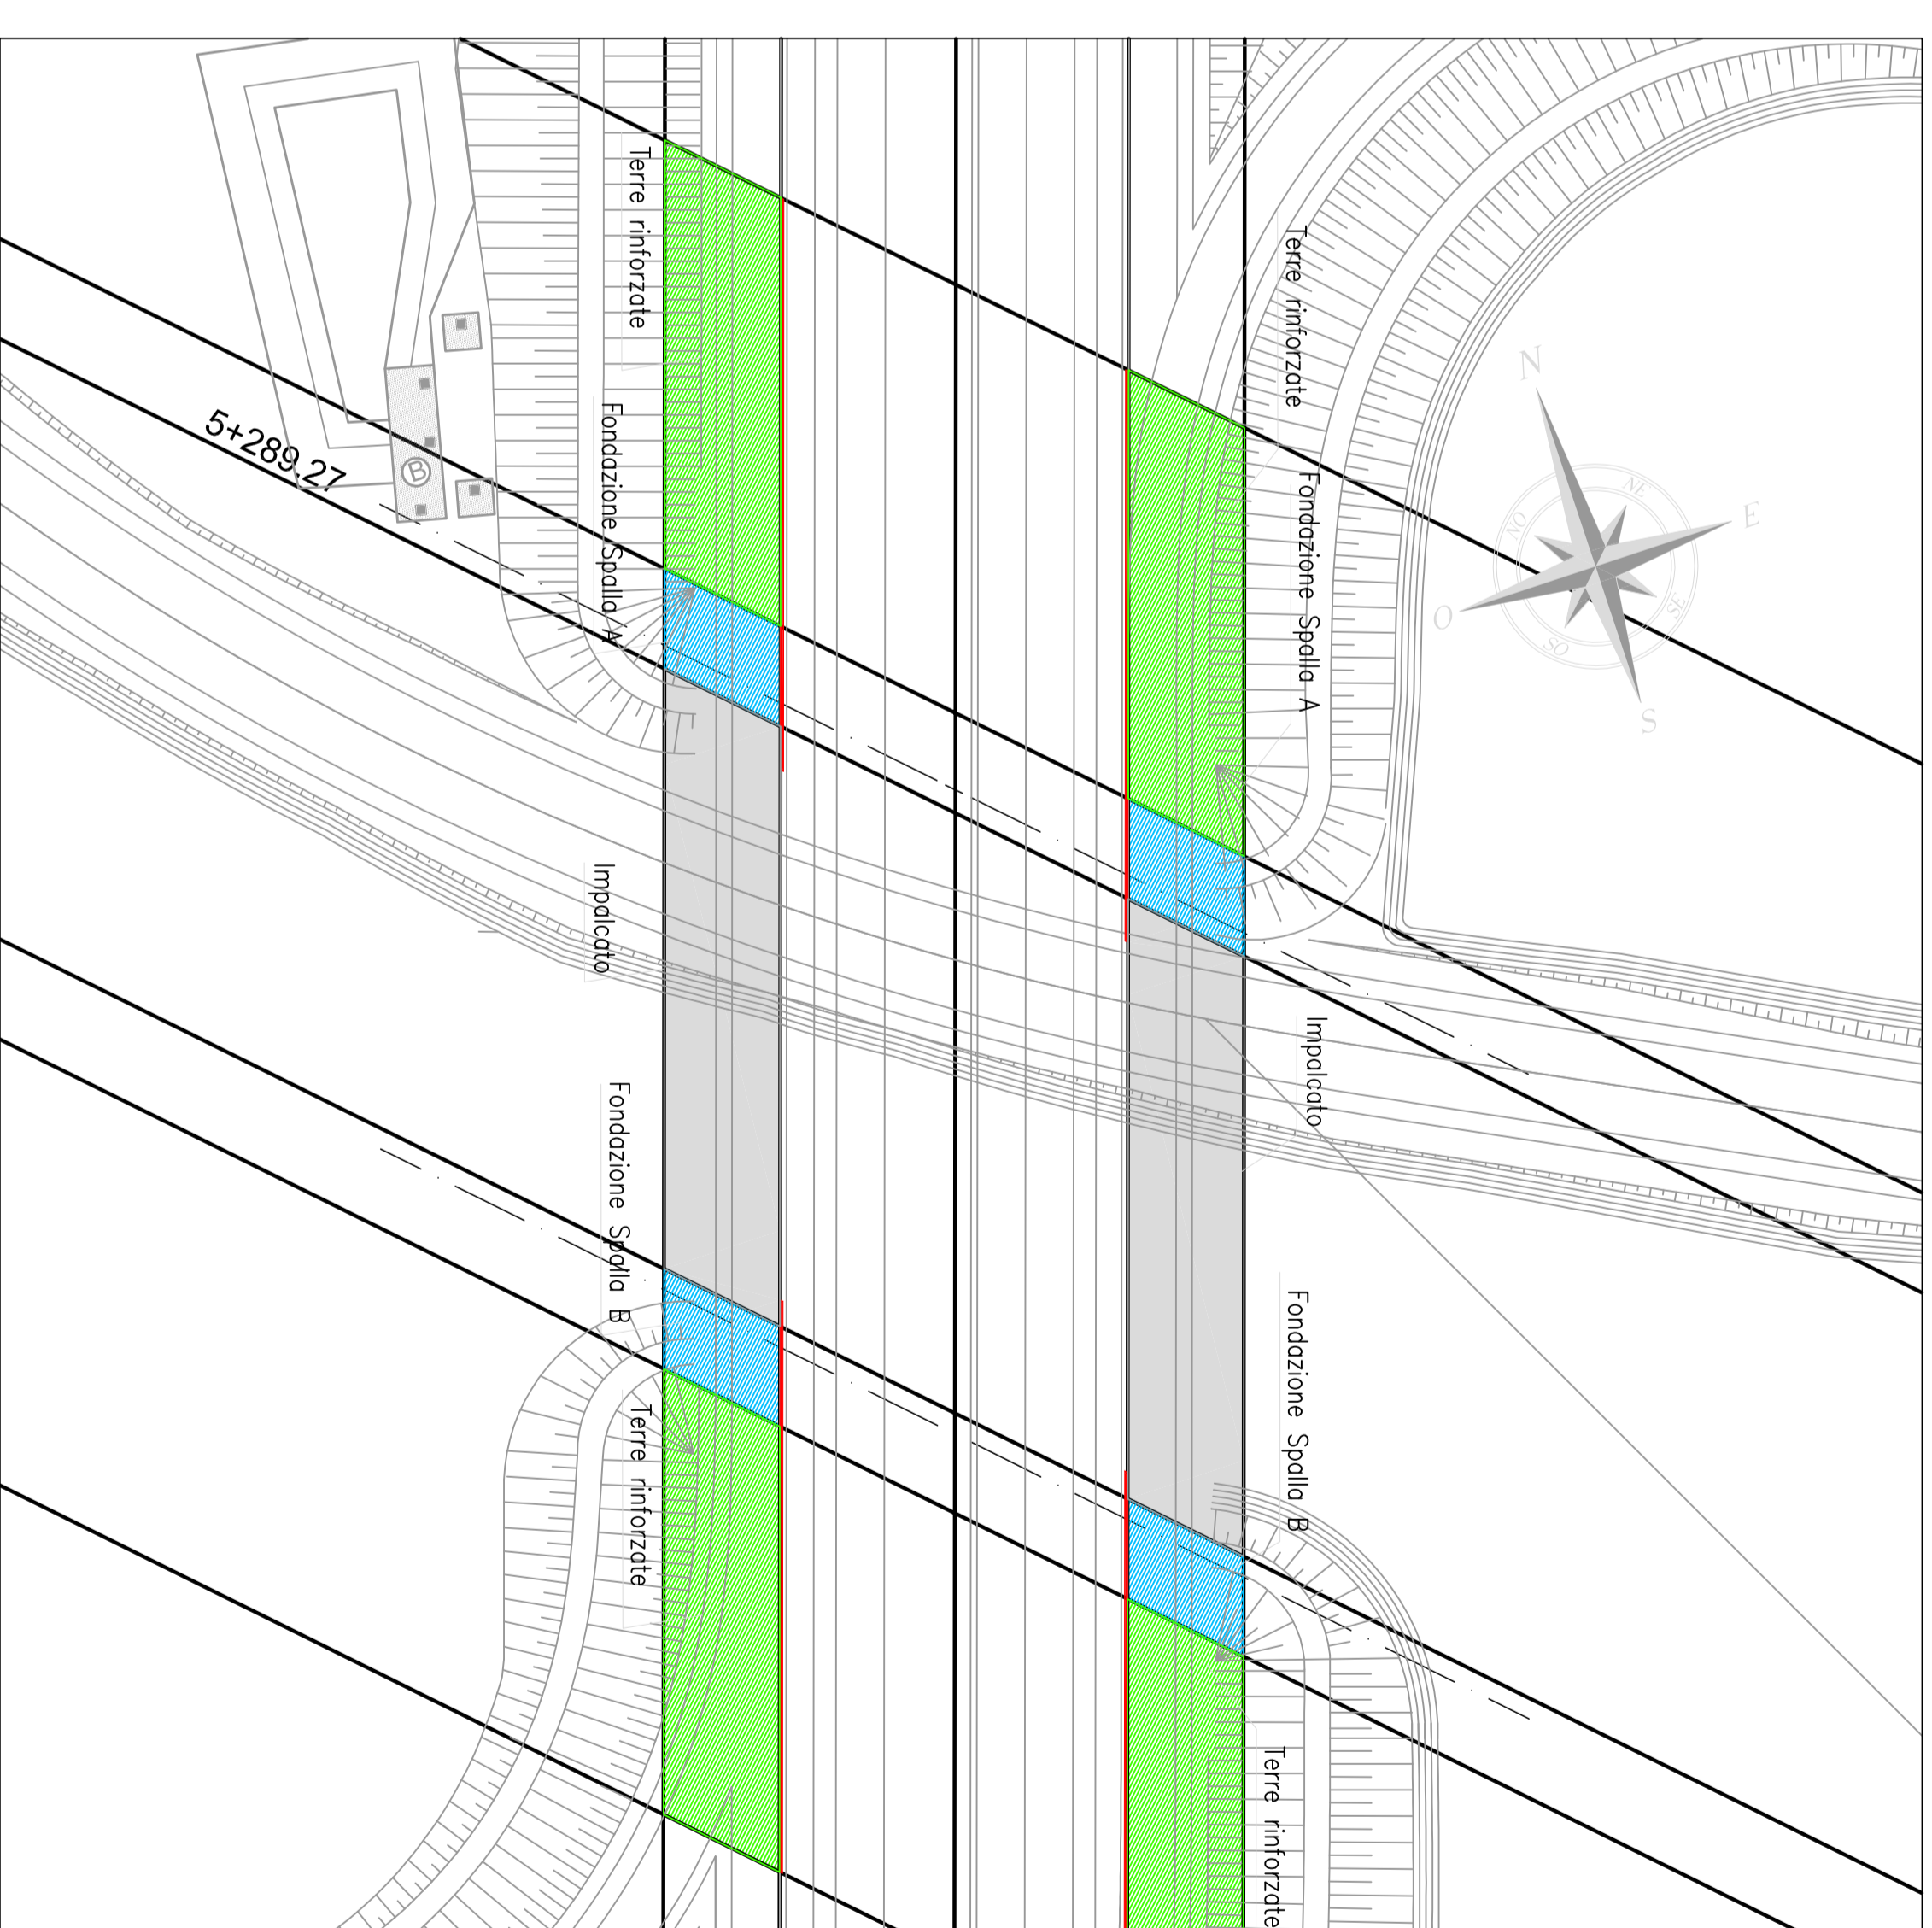 Terre rinforzate
Terre rinforzate
N
Fondazione Spalla A
5+289.27
B
Fondazione Spalla A
NE
E
NO
O
SE
SO
S
Impalcato
Impalcato
Fondazione Spalla B
Fondazione Spalla B
Terre rinforzate
Terre rinforzate